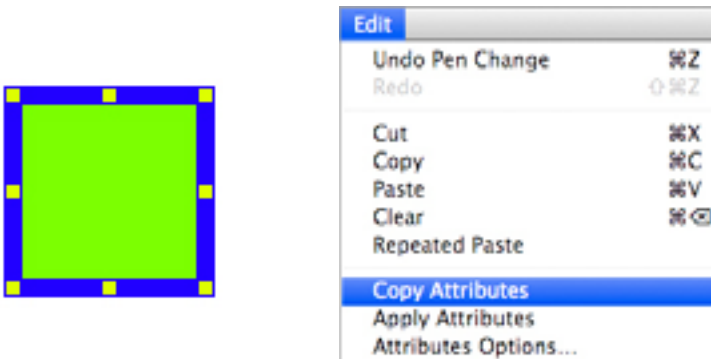 Edit
Undo Pen Change ⌘Z
Redo ⇧⌘Z
Cut ⌘X
Copy ⌘C
Paste ⌘V
Clear ⌘⌫
Repeated Paste
Copy Attributes
Apply Attributes
Attributes Options...